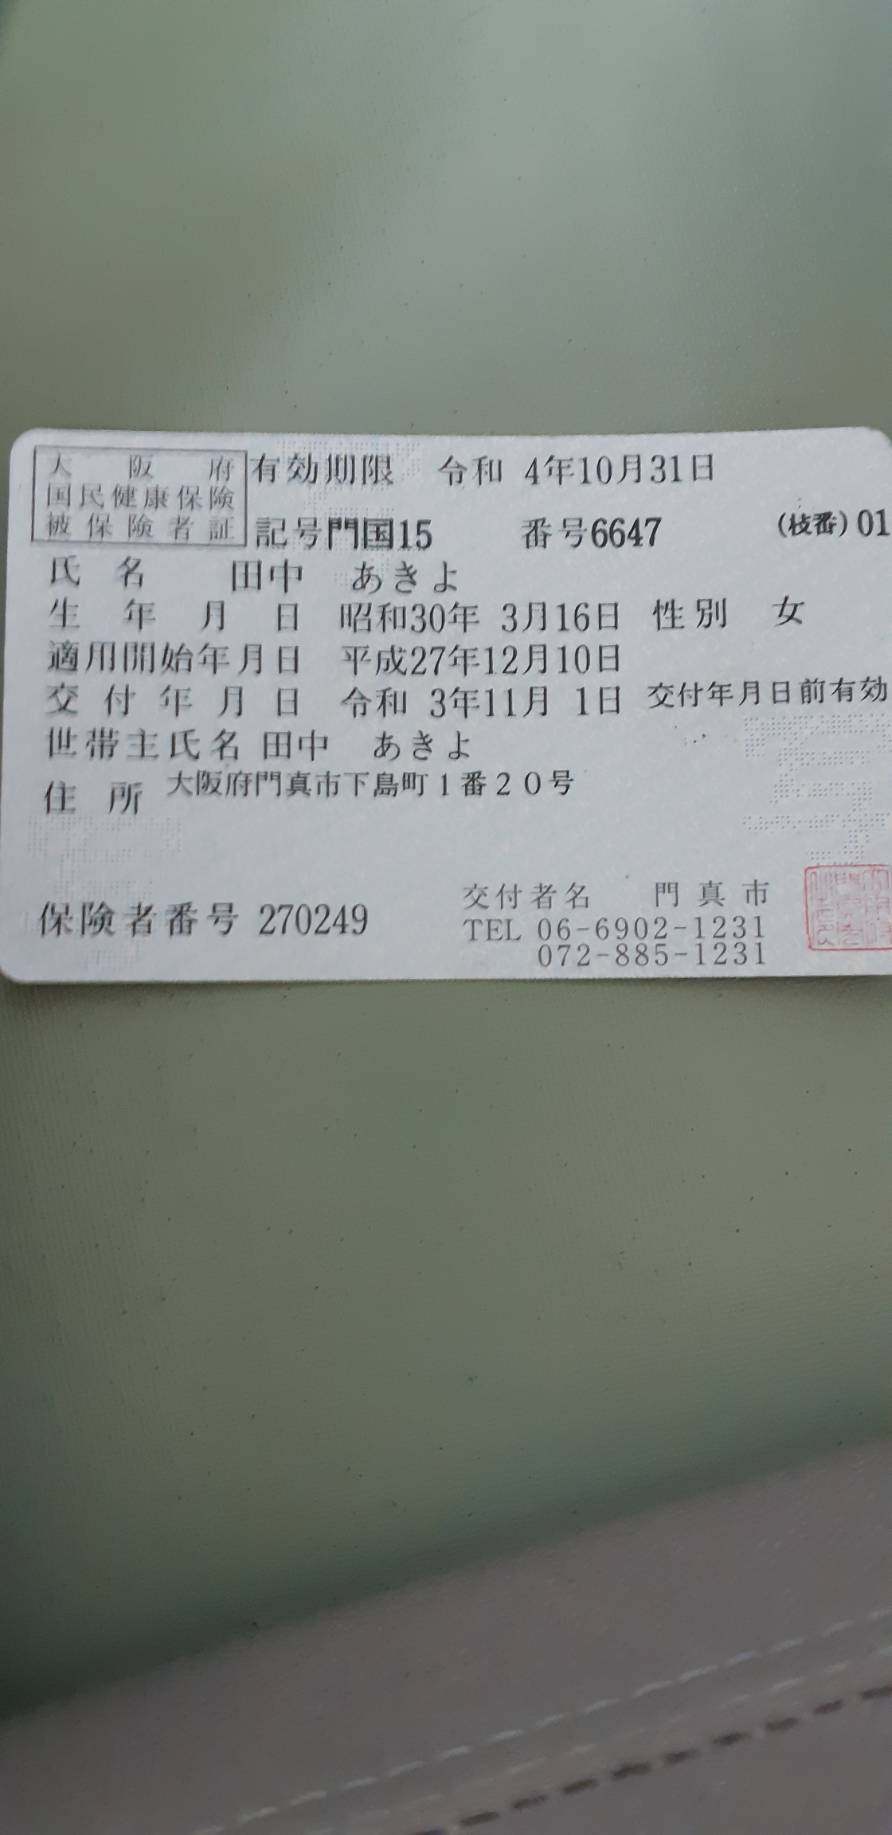 大阪府
国民健康保険
被保険者証
有効期限 令和 4年10月31日
記号門国15 番号6647 (枝番)01
氏名 田中 あきよ
生年月日 昭和30年 3月16日 性別 女
適用開始年月日 平成27年12月10日
交付年月日 令和 3年11月 1日 交付年月日前有効
世帯主氏名 田中 あきよ
住所 大阪府門真市下島町1番20号
保険者番号 270249
交付者名 門真市
TEL 06-6902-1231
072-885-1231